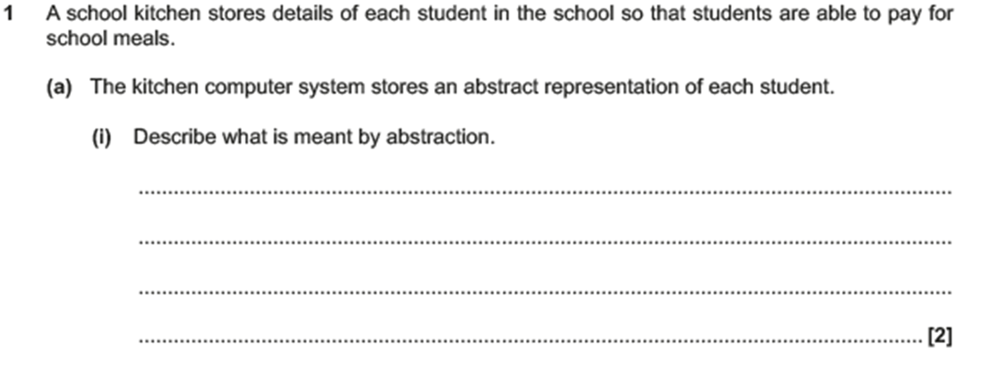 1 A school kitchen stores details of each student in the school so that students are able to pay for
school meals.
(a) The kitchen computer system stores an abstract representation of each student.
(i) Describe what is meant by abstraction.
[2]